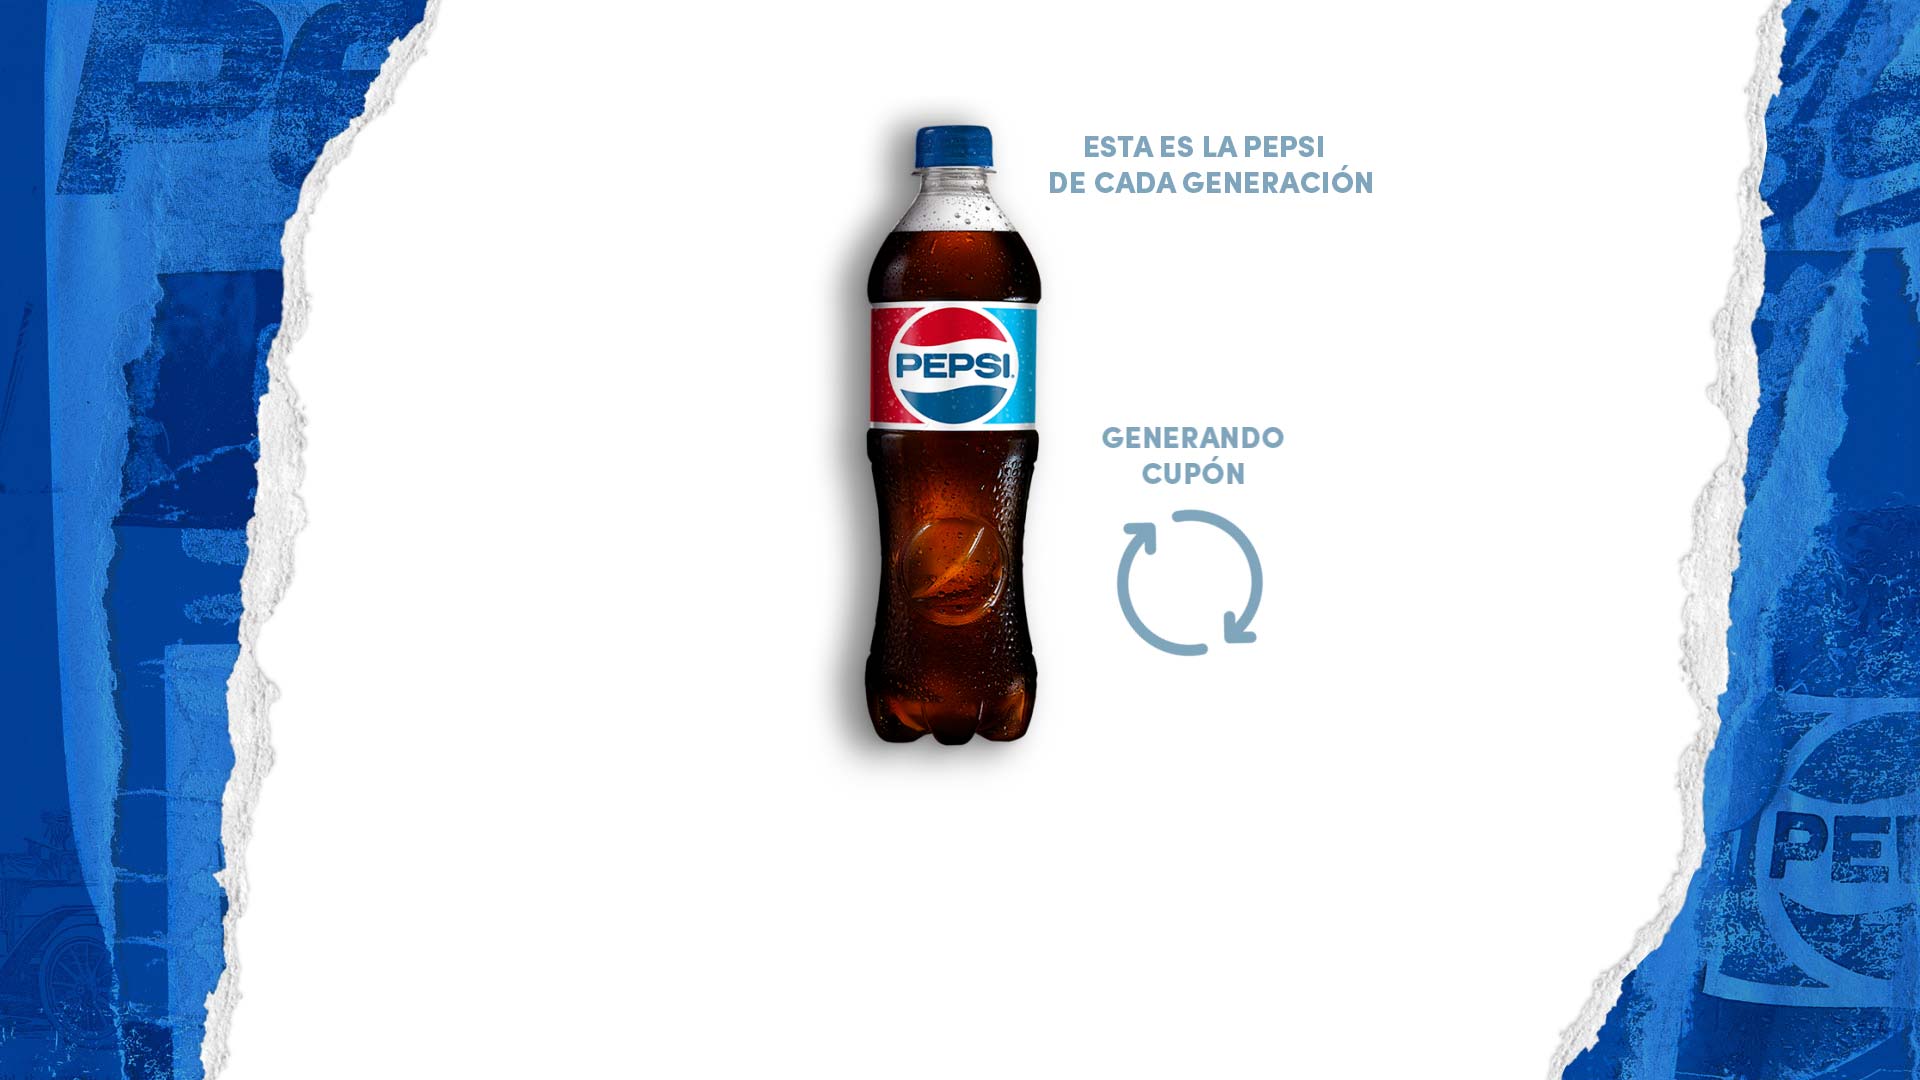 ESTA ES LA PEPSI
DE CADA GENERACIÓN
PEPSI
GENERANDO
CUPÓN